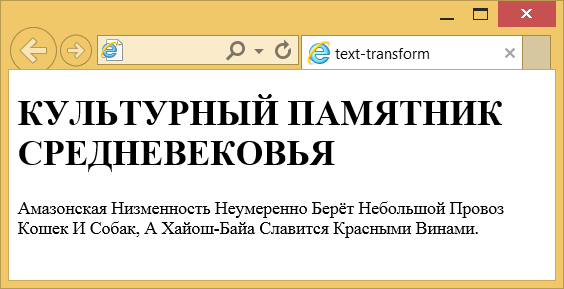 text-transform
КУЛЬТУРНЫЙ ПАМЯТНИК
СРЕДНЕВЕКОВЬЯ
Амазонская Низменность Неумеренно Берёт Небольшой Провоз
Кошек И Собак, А Хайош-Байа Славится Красными Винами.